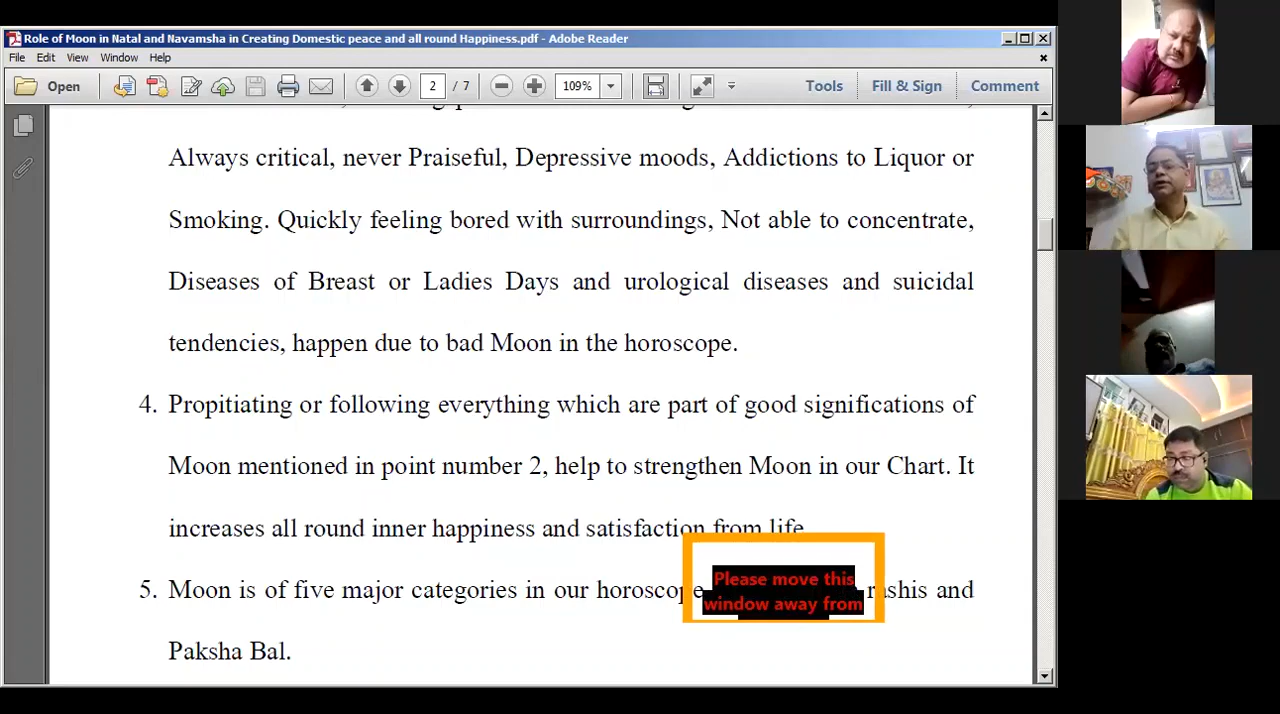 Role of Moon in Natal and Navamsha in Creating Domestic peace and all round Happiness.pdf - Adobe Reader
File Edit View Window Help
Open 2 / 7 109% Tools Fill & Sign Comment
Always critical, never Praiseful, Depressive moods, Addictions to Liquor or
Smoking. Quickly feeling bored with surroundings, Not able to concentrate,
Diseases of Breast or Ladies Days and urological diseases and suicidal
tendencies, happen due to bad Moon in the horoscope.
4. Propitiating or following everything which are part of good significations of
Moon mentioned in point number 2, help to strengthen Moon in our Chart. It
increases all round inner happiness and satisfaction from life.
5. Moon is of five major categories in our horoscope rashis and
Please move this
window away from
Paksha Bal.